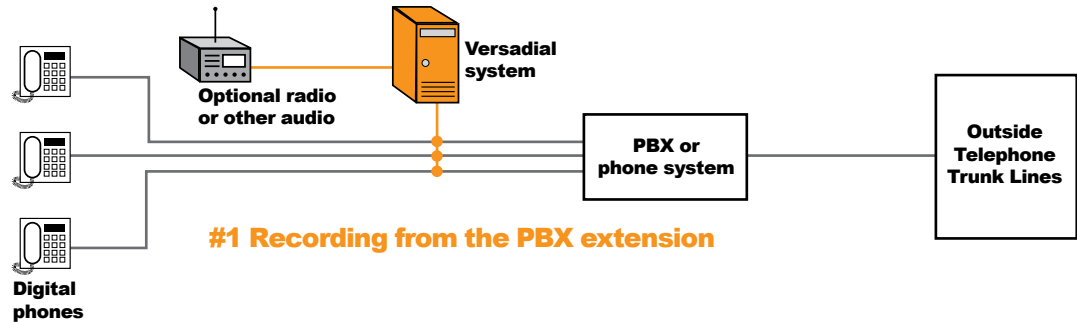 Versadial
system
Optional radio
or other audio
PBX or
phone system
Outside
Telephone
Trunk Lines
#1 Recording from the PBX extension
Digital
phones